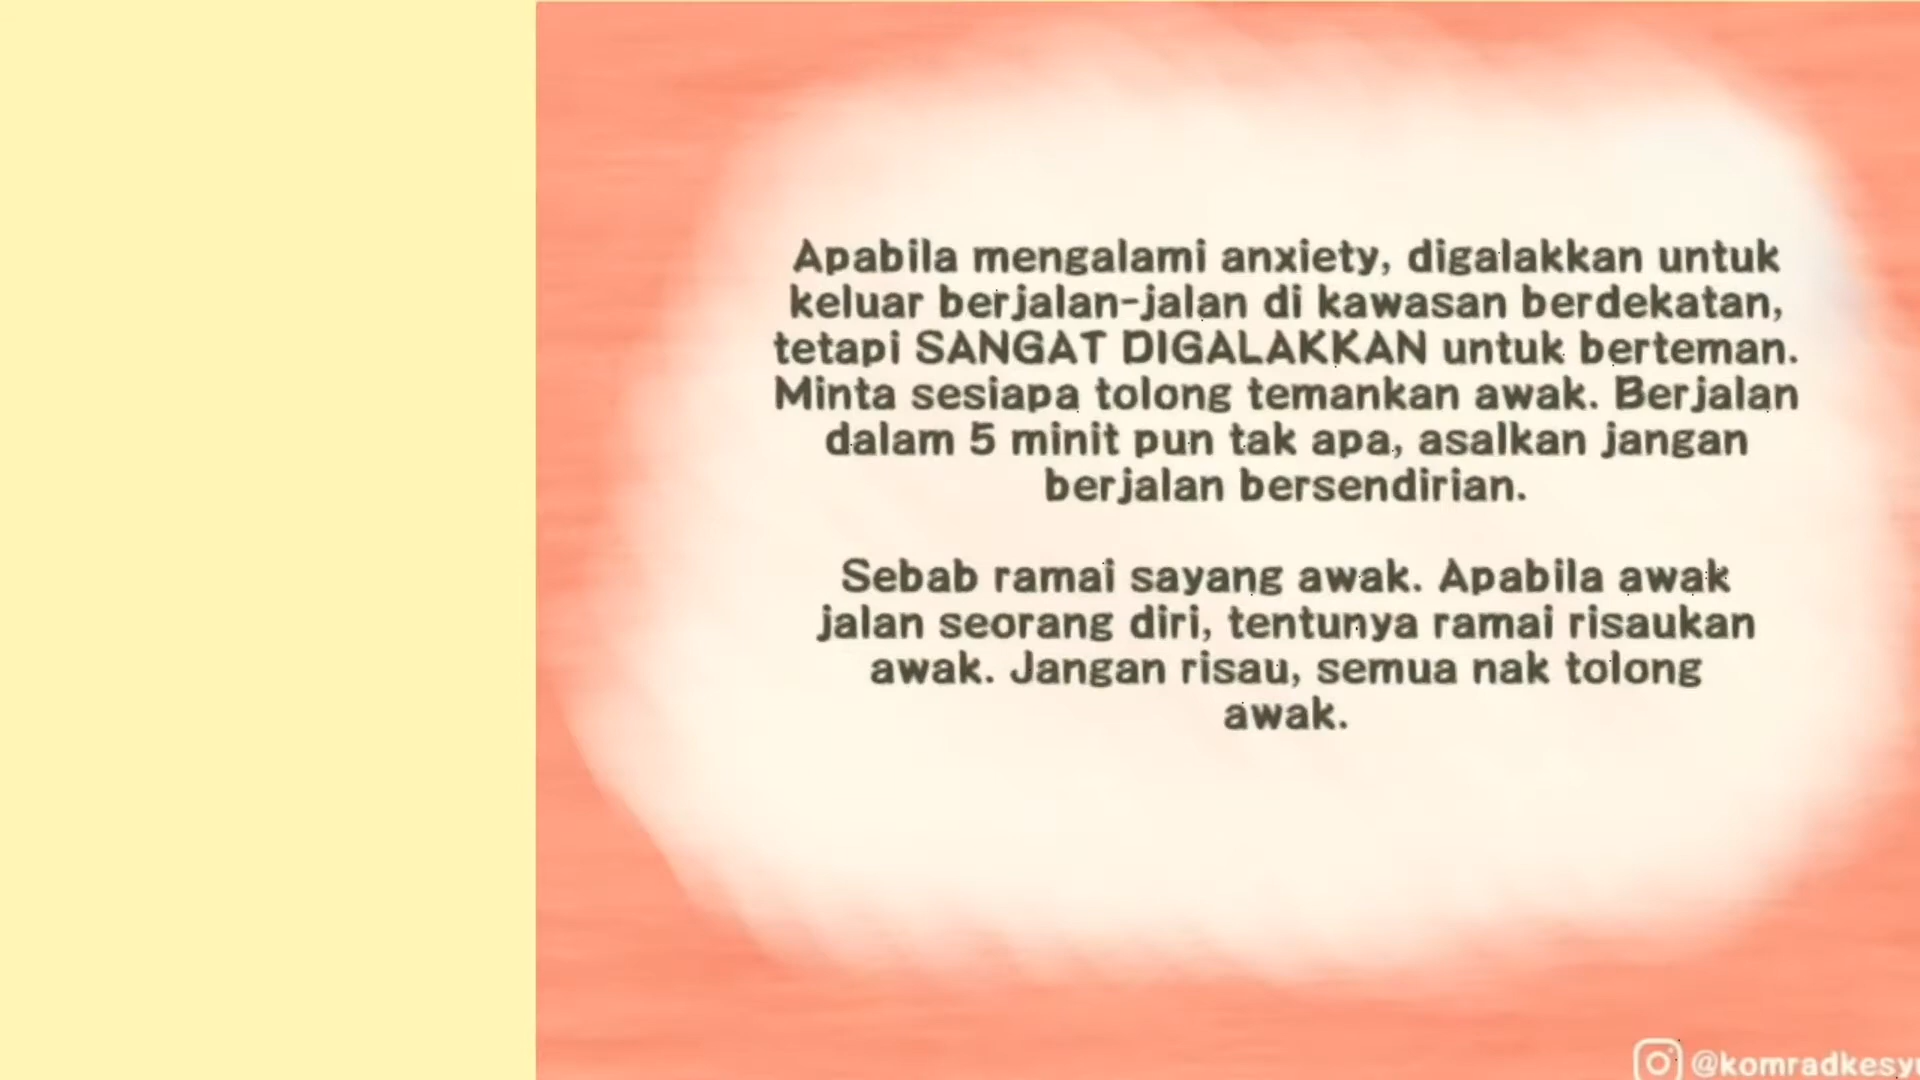 Apabila mengalami anxiety, digalakkan untuk
keluar berjalan-jalan di kawasan berdekatan,
tetapi SANGAT DIGALAKKAN untuk berteman.
Minta sesiapa tolong temankan awak. Berjalan
dalam 5 minit pun tak apa, asalkan jangan
berjalan bersendirian.
Sebab ramai sayang awak. Apabila awak
jalan seorang diri, tentunya ramai risaukan
awak. Jangan risau, semua nak tolong
awak.